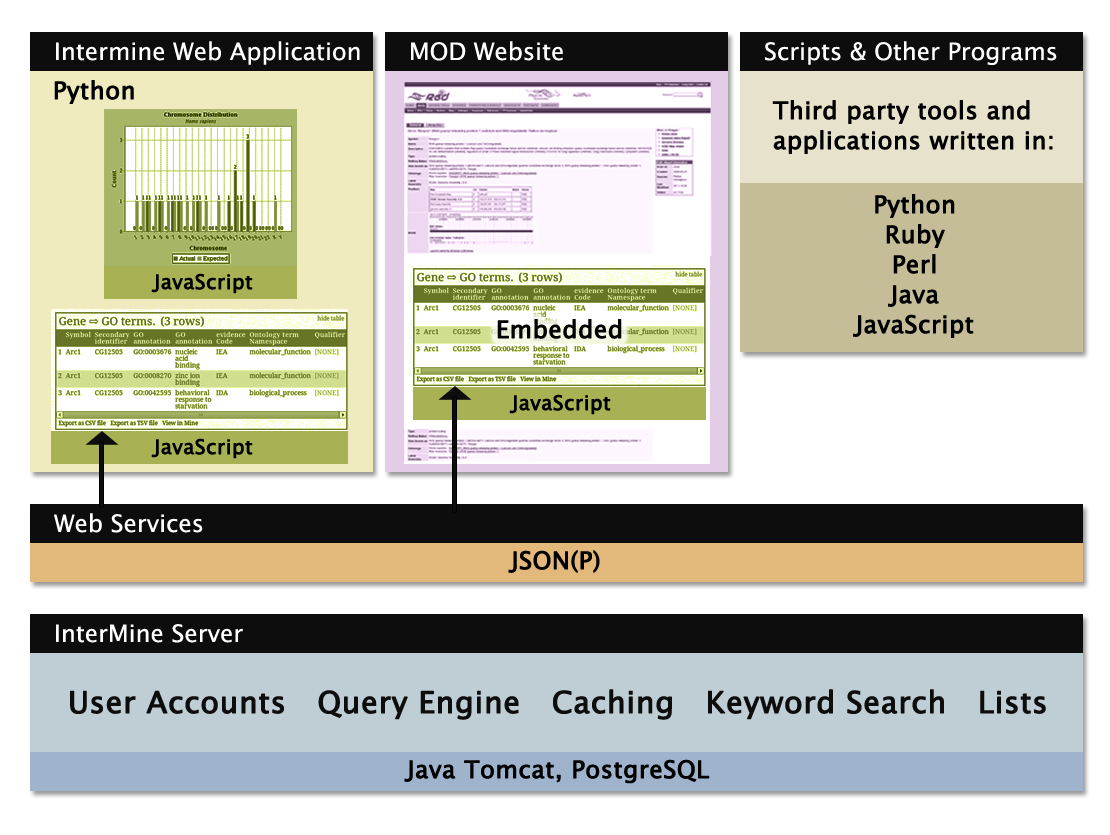 Intermine Web Application
Python
Chromosome Distribution
Homo sapiens
Count
Chromosome
Actual Expected
JavaScript
Gene ⇨ GO terms. (3 rows)
hide table
Symbol Secondary identifier GO annotation GO annotation evidence Code Ontology term Namespace Qualifier
1 Arc1 CG12505 GO:0003676 nucleic acid binding IEA molecular_function [NONE]
2 Arc1 CG12505 GO:0008270 zinc ion binding IEA molecular_function [NONE]
3 Arc1 CG12505 GO:0042595 behavioral response to starvation IDA biological_process [NONE]
Export as CSV file Export as TSV file View in Mine
JavaScript
MOD Website
Gene ⇨ GO terms. (3 rows)
hide table
Symbol Secondary identifier GO annotation GO annotation evidence Code Ontology term Namespace Qualifier
1 Arc1 CG12505 GO:0003676 nucleic acid IEA molecular_function [NONE]
Embedded
2 [NONE]
3 Arc1 CG12505 GO:0042595 behavioral response to starvation IDA biological_process [NONE]
Export as CSV file Export as TSV file View in Mine
JavaScript
Scripts & Other Programs
Third party tools and
applications written in:
Python
Ruby
Perl
Java
JavaScript
Web Services
JSON(P)
InterMine Server
User Accounts Query Engine Caching Keyword Search Lists
Java Tomcat, PostgreSQL